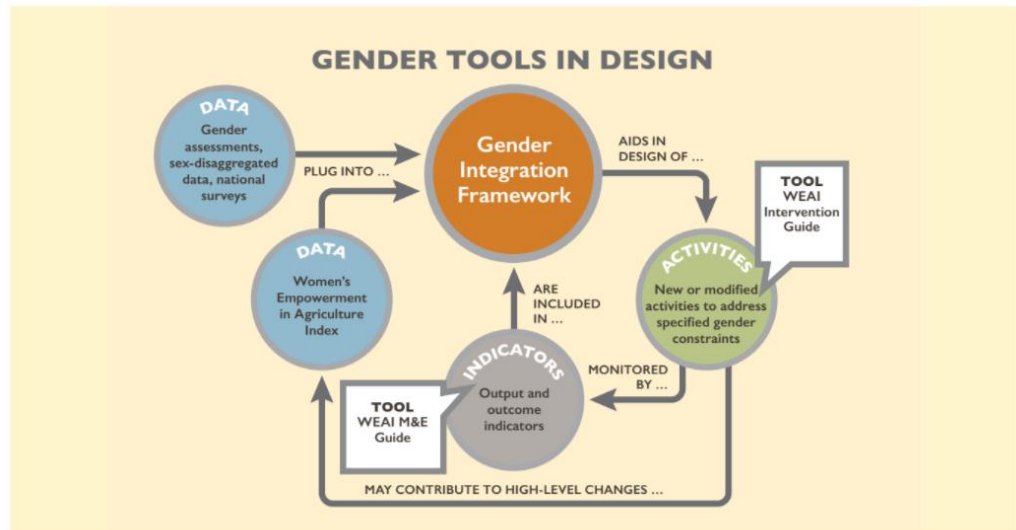 GENDER TOOLS IN DESIGN
DATA
Gender
assessments,
sex-disaggregated
data, national
surveys
PLUG INTO ...
Gender
Integration
Framework
AIDS IN
DESIGN OF ...
TOOL
WEAI
Intervention
Guide
DATA
Women's
Empowerment
in Agriculture
Index
ARE
INCLUDED
IN ...
ACTIVITIES
New or modified
activities to address
specified gender
constraints
MONITORED
BY ...
INDICATORS
Output and
outcome
indicators
TOOL
WEAI M&E
Guide
MAY CONTRIBUTE TO HIGH-LEVEL CHANGES ...